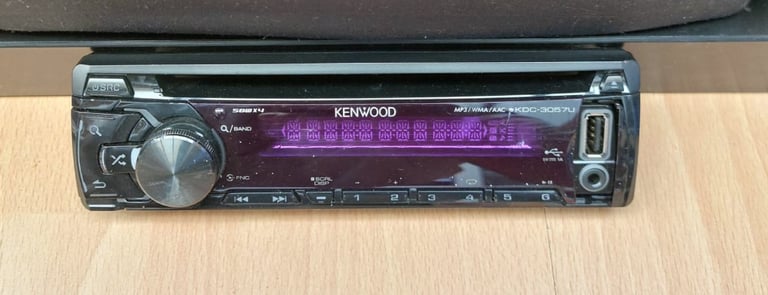 SRC
50W X 4
KENWOOD
MP3/WMA/AAC
KDC-3057U
/BAND
FNC
SCRL
DISP
- +
1 2 3 4 5 6